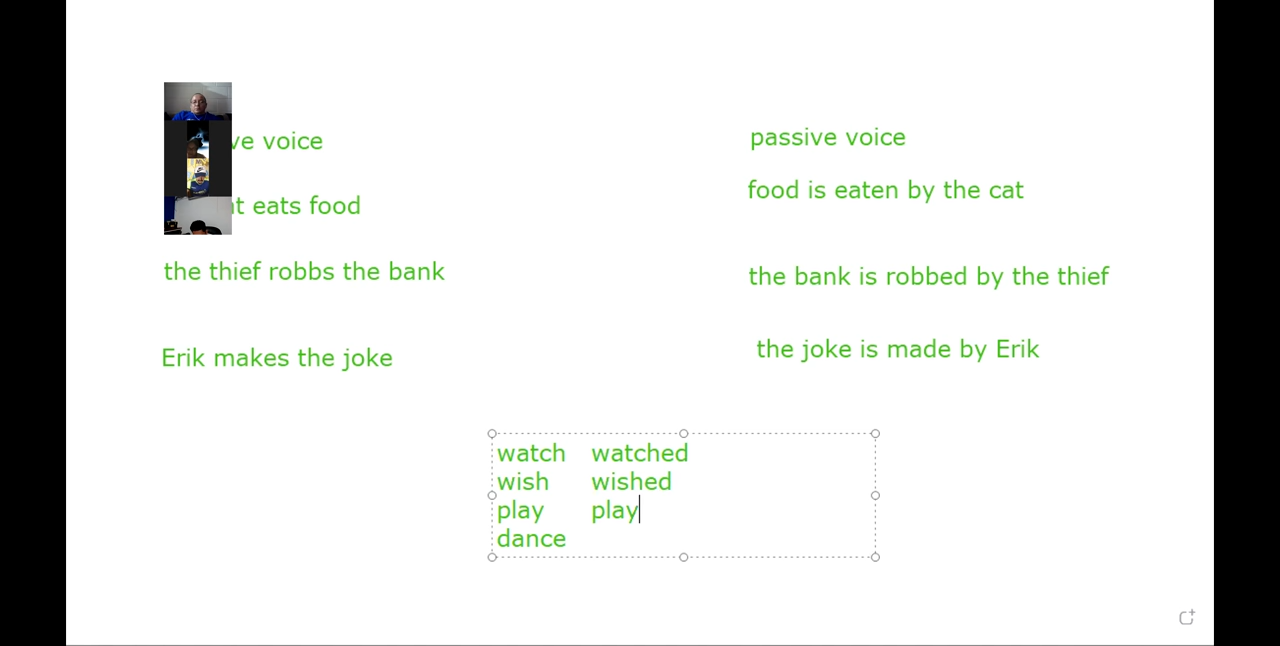 voice
eats food
the thief robbs the bank
Erik makes the joke
passive voice
food is eaten by the cat
the bank is robbed by the thief
the joke is made by Erik
watch watched
wish wished
play play
dance